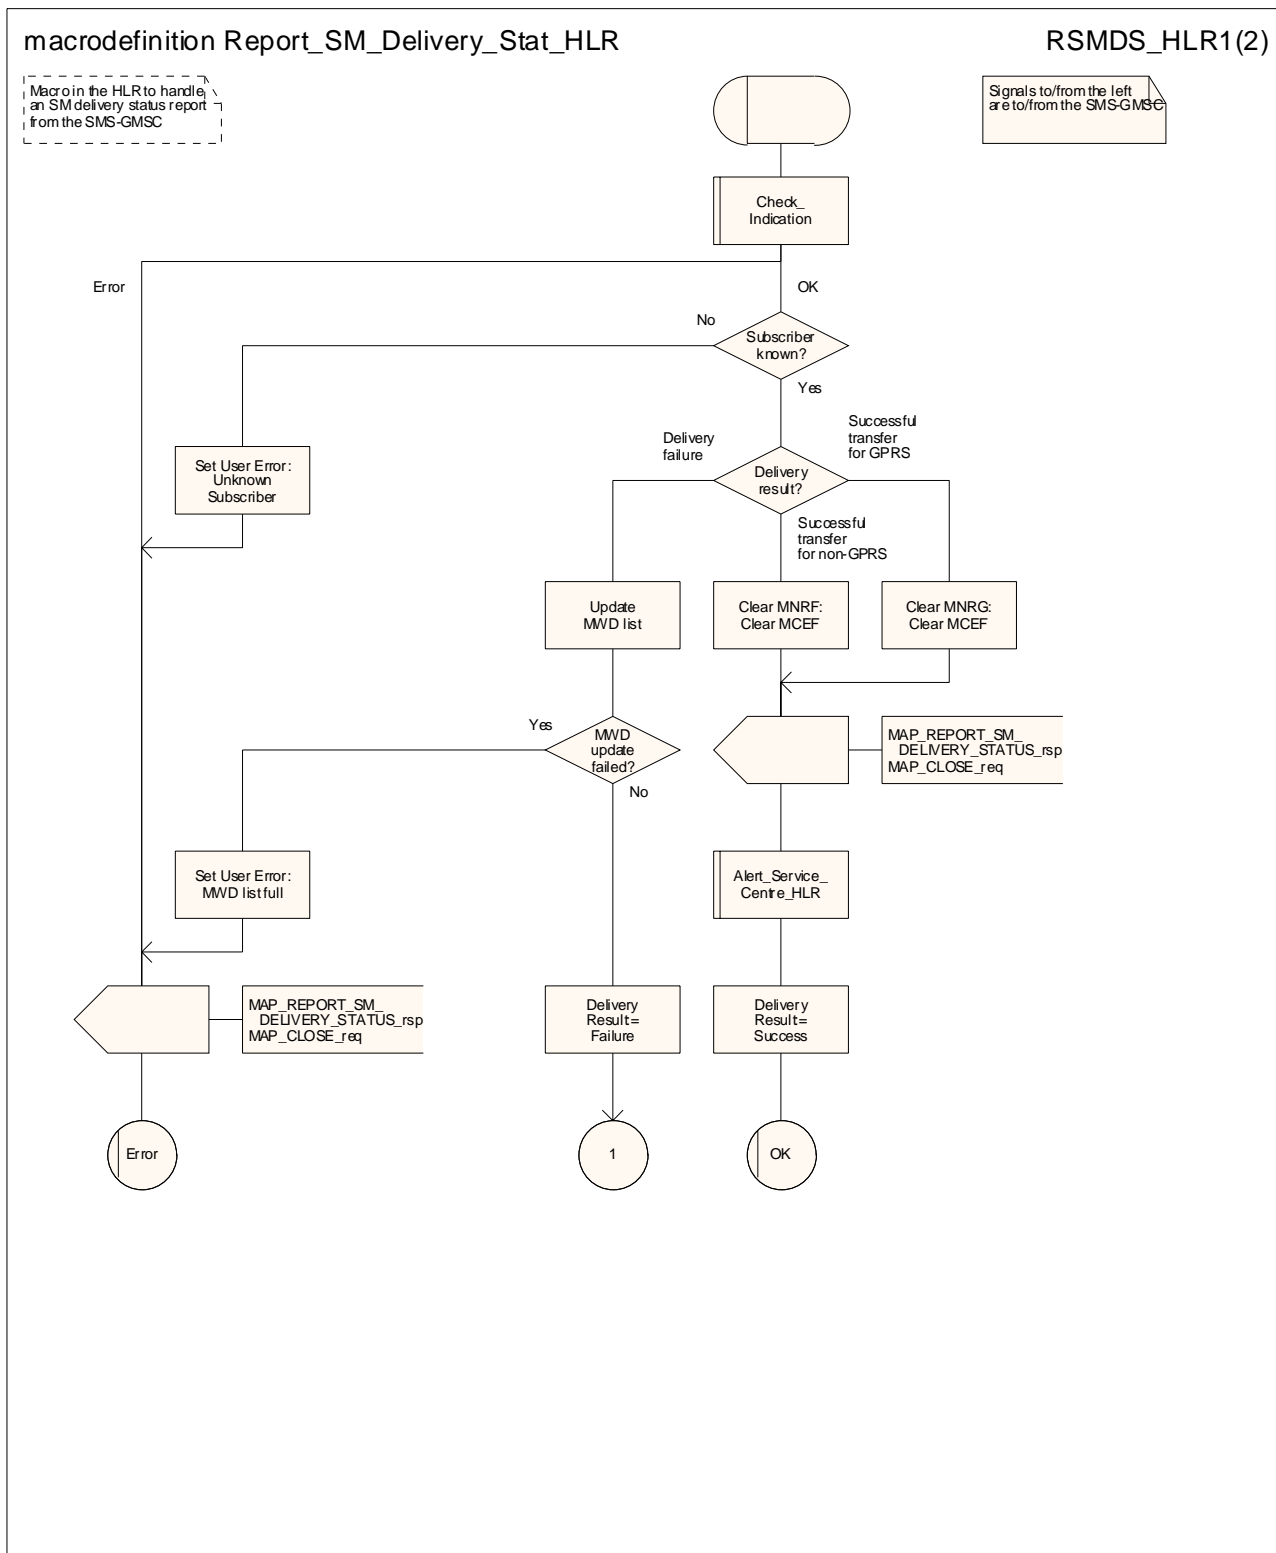 macrodefinition Report_SM_Delivery_Stat_HLR
RSMDS_HLR1(2)
Macro in the HLR to handle
an SM delivery status report
from the SMS-GMSC
Signals to/from the left
are to/from the SMS-GMSC
Check_
Indication
Error
OK
No
Subscriber
known?
Yes
Successful
transfer
for GPRS
Delivery
failure
Set User Error:
Unknown
Subscriber
Delivery
result?
Successful
transfer
for non-GPRS
Update
MWD list
Clear MNRF:
Clear MCEF
Clear MNRG:
Clear MCEF
Yes
MWD
update
failed?
No
MAP_REPORT_SM_
DELIVERY_STATUS_rsp
MAP_CLOSE_req
Set User Error:
MWD list full
Alert_Service_
Centre_HLR
MAP_REPORT_SM_
DELIVERY_STATUS_rsp
MAP_CLOSE_req
Delivery
Result=
Failure
Delivery
Result=
Success
Error
1
OK